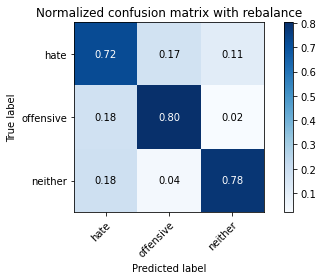 Normalized confusion matrix with rebalance
True label
hate
0.72 0.17 0.11
offensive
0.18 0.80 0.02
neither
0.18 0.04 0.78
hate
offensive
neither
Predicted label
0.8
0.7
0.6
0.5
0.4
0.3
0.2
0.1